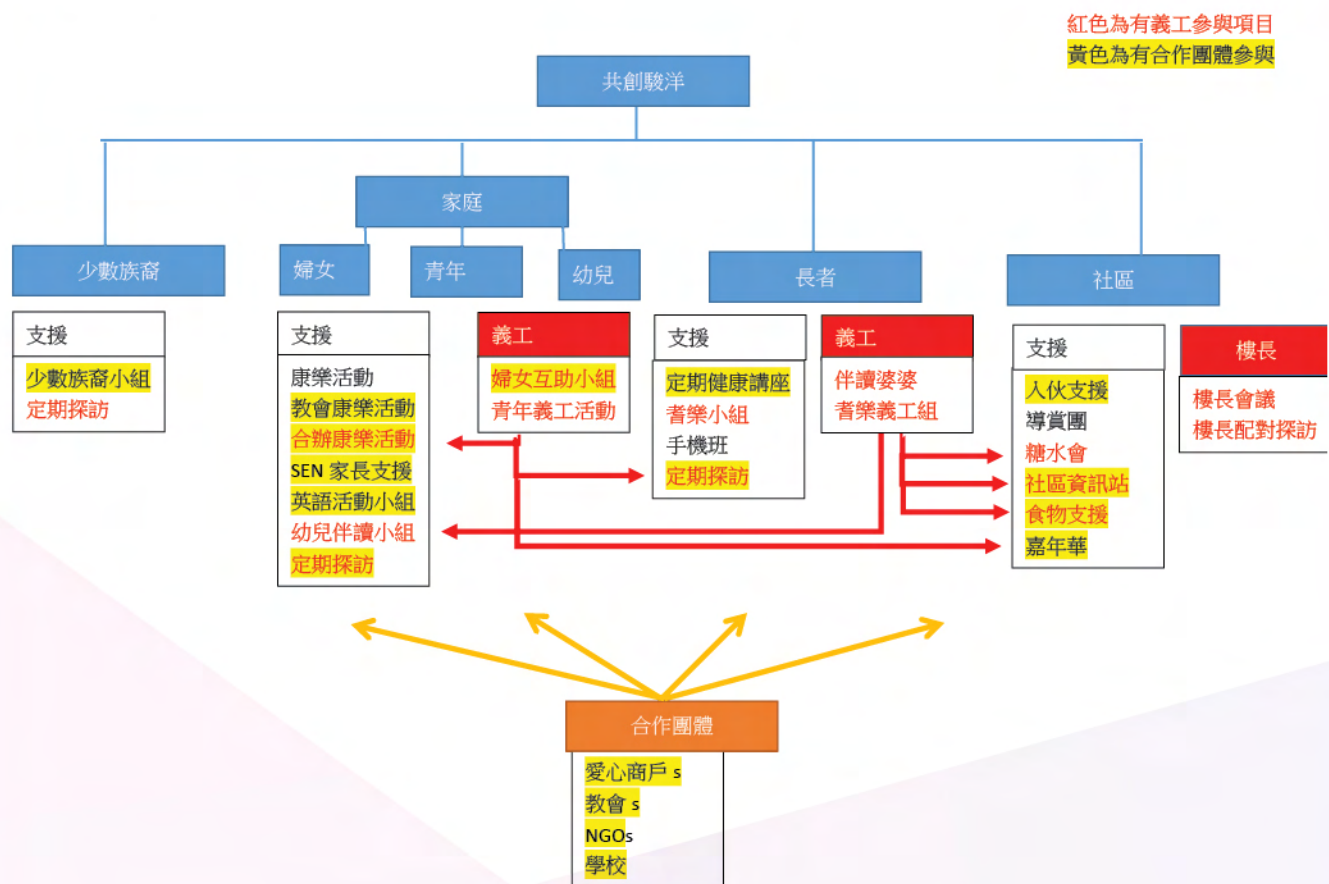 紅色為有義工參與項目
黃色為有合作團體參與
共創駿洋
家庭
少數族裔
婦女
青年
幼兒
長者
社區
支援
少數族裔小組
定期探訪
支援
康樂活動
教會康樂活動
合辦康樂活動
SEN 家長支援
英語活動小組
幼兒伴讀小組
定期探訪
義工
婦女互助小組
青年義工活動
支援
定期健康講座
耆樂小組
手機班
定期探訪
義工
伴讀婆婆
耆樂義工組
支援
入伙支援
導賞團
糖水會
社區資訊站
食物支援
嘉年華
樓長
樓長會議
樓長配對探訪
合作團體
愛心商戶 s
教會 s
NGOs
學校